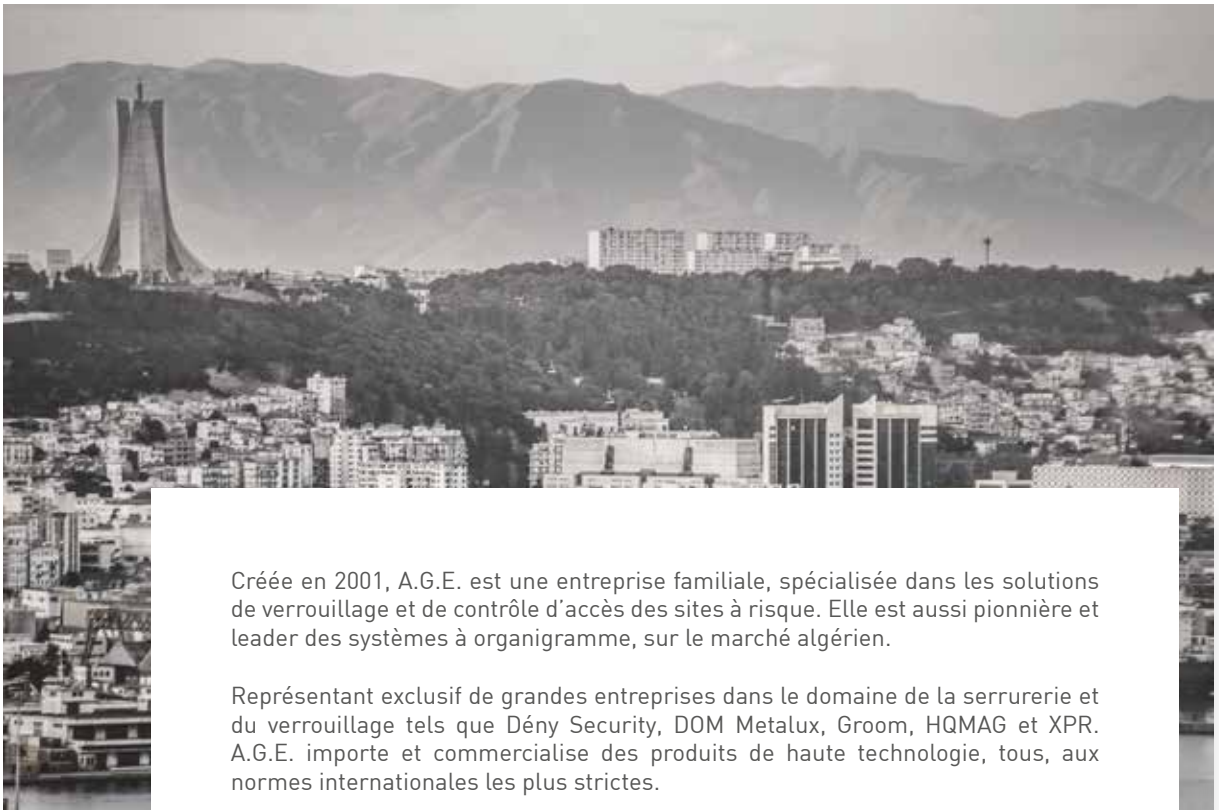 Créée en 2001, A.G.E. est une entreprise familiale, spécialisée dans les solutions
de verrouillage et de contrôle d’accès des sites à risque. Elle est aussi pionnière et
leader des systèmes à organigramme, sur le marché algérien.
Représentant exclusif de grandes entreprises dans le domaine de la serrurerie et
du verrouillage tels que Dény Security, DOM Metalux, Groom, HQMAG et XPR.
A.G.E. importe et commercialise des produits de haute technologie, tous, aux
normes internationales les plus strictes.